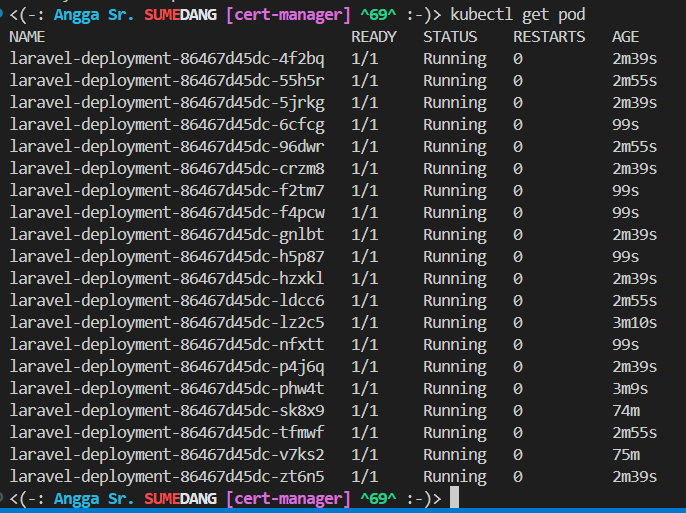 <(-: Angga Sr. SUMEDANG [cert-manager] ^69^ :-)> kubectl get pod
NAME READY STATUS RESTARTS AGE
laravel-deployment-86467d45dc-4f2bq 1/1 Running 0 2m39s
laravel-deployment-86467d45dc-55h5r 1/1 Running 0 2m55s
laravel-deployment-86467d45dc-5jrkg 1/1 Running 0 2m39s
laravel-deployment-86467d45dc-6cfcg 1/1 Running 0 99s
laravel-deployment-86467d45dc-96dwr 1/1 Running 0 2m55s
laravel-deployment-86467d45dc-crzm8 1/1 Running 0 2m39s
laravel-deployment-86467d45dc-f2tm7 1/1 Running 0 99s
laravel-deployment-86467d45dc-f4pcw 1/1 Running 0 99s
laravel-deployment-86467d45dc-gnlbt 1/1 Running 0 2m39s
laravel-deployment-86467d45dc-h5p87 1/1 Running 0 99s
laravel-deployment-86467d45dc-hzxkl 1/1 Running 0 2m39s
laravel-deployment-86467d45dc-ldcc6 1/1 Running 0 2m55s
laravel-deployment-86467d45dc-lz2c5 1/1 Running 0 3m10s
laravel-deployment-86467d45dc-nfxtt 1/1 Running 0 99s
laravel-deployment-86467d45dc-p4j6q 1/1 Running 0 2m39s
laravel-deployment-86467d45dc-phw4t 1/1 Running 0 3m9s
laravel-deployment-86467d45dc-sk8x9 1/1 Running 0 74m
laravel-deployment-86467d45dc-tfmwf 1/1 Running 0 2m55s
laravel-deployment-86467d45dc-v7ks2 1/1 Running 0 75m
laravel-deployment-86467d45dc-zt6n5 1/1 Running 0 2m39s
<(-: Angga Sr. SUMEDANG [cert-manager] ^69^ :-)>